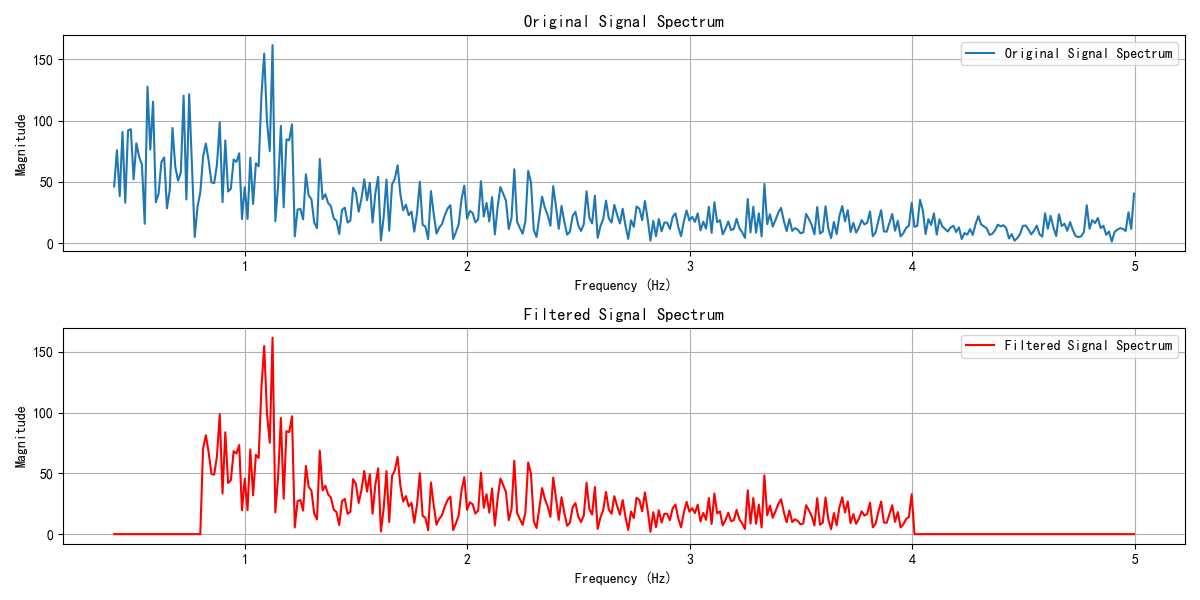 Original Signal Spectrum
Magnitude
150
100
50
0
Original Signal Spectrum
1 2 3 4 5
Frequency (Hz)
Filtered Signal Spectrum
Magnitude
150
100
50
0
Filtered Signal Spectrum
1 2 3 4 5
Frequency (Hz)